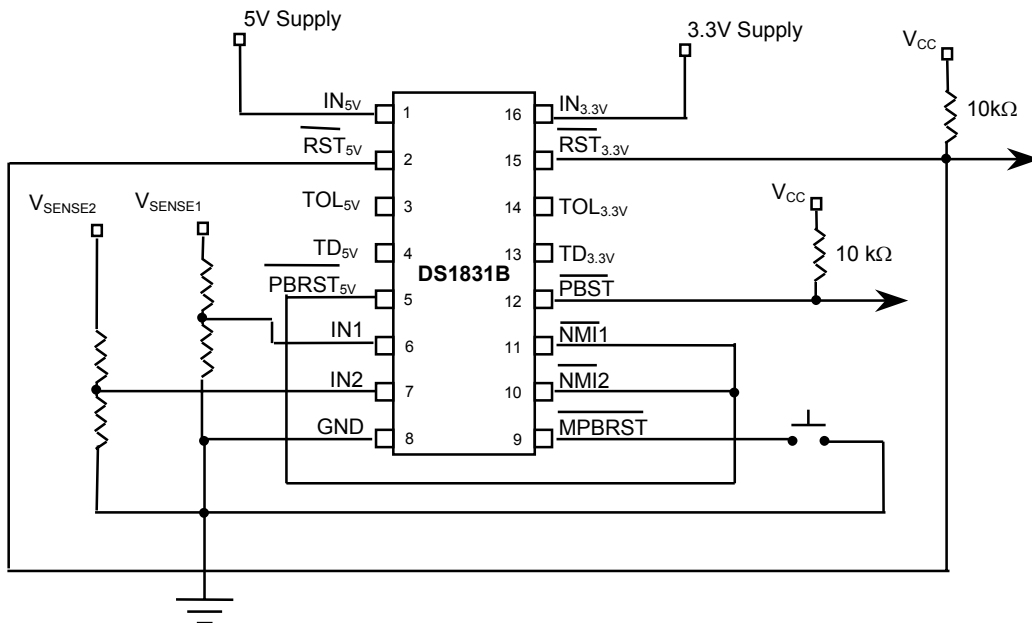 5V Supply
3.3V Supply
VCC
10kΩ
IN5V
1
16
IN3.3V
RST5V
2
15
RST3.3V
VSENSE2
VSENSE1
TOL5V
3
14
TOL3.3V
VCC
10 kΩ
TD5V
4
13
TD3.3V
DS1831B
PBRST5V
5
12
PBST
IN1
6
11
NMI1
IN2
7
10
NMI2
GND
8
9
MPBRST